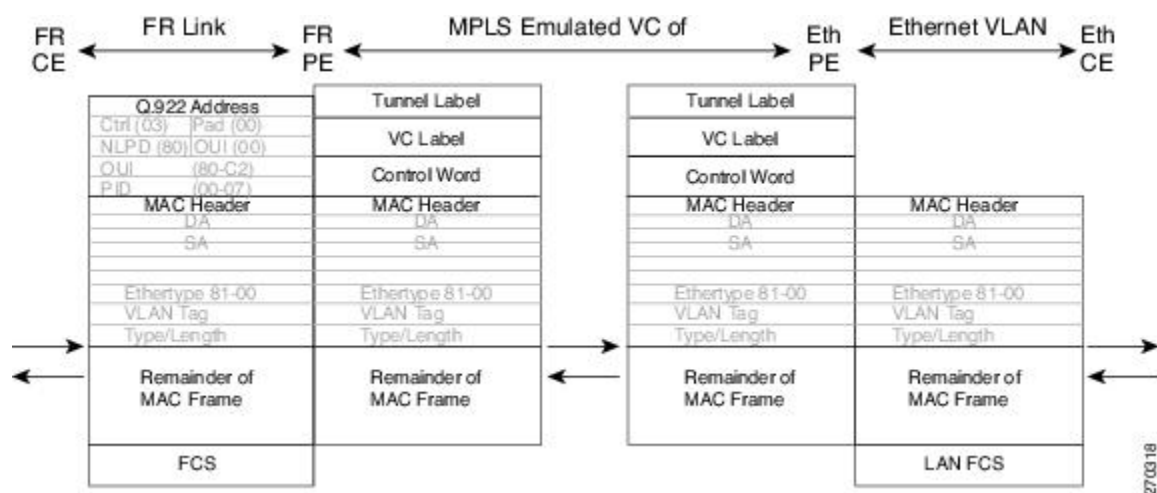 FR CE
FR Link
FR PE
MPLS Emulated VC of
Eth PE
Ethernet VLAN
Eth CE
Q.922 Address
Ctrl (03) Pad (00)
NLPD (80) OUI (00)
OUI (80-C2)
PID (00-07)
MAC Header
DA
SA
Ethertype 81-00
VLAN Tag
Type/Length
Remainder of
MAC Frame
FCS
Tunnel Label
VC Label
Control Word
MAC Header
DA
SA
Ethertype 81-00
VLAN Tag
Type/Length
Remainder of
MAC Frame
Tunnel Label
VC Label
Control Word
MAC Header
DA
SA
Ethertype 81-00
VLAN Tag
Type/Length
Remainder of
MAC Frame
MAC Header
DA
SA
Ethertype 81-00
VLAN Tag
Type/Length
Remainder of
MAC Frame
LAN FCS
270318